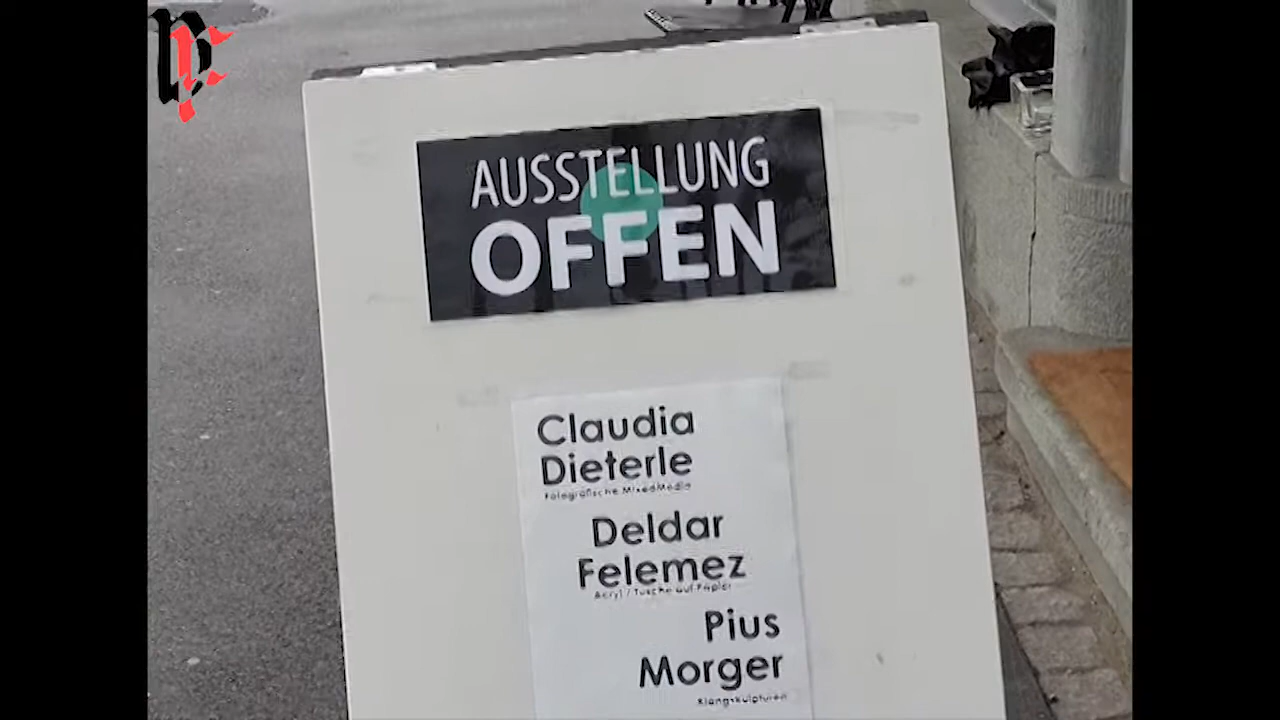 AUSSTELLUNG
OFFEN
Claudia
Dieterle
Fotografische MixedMedia
Deldar
Felemez
Acryl / Tusche auf Papier
Pius
Morger
Klangskulpturen